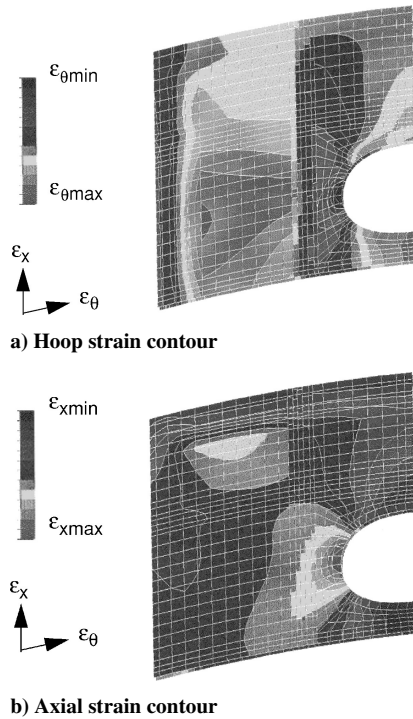 εθmin
εθmax
εx
εθ
a) Hoop strain contour
εxmin
εxmax
εx
εθ
b) Axial strain contour